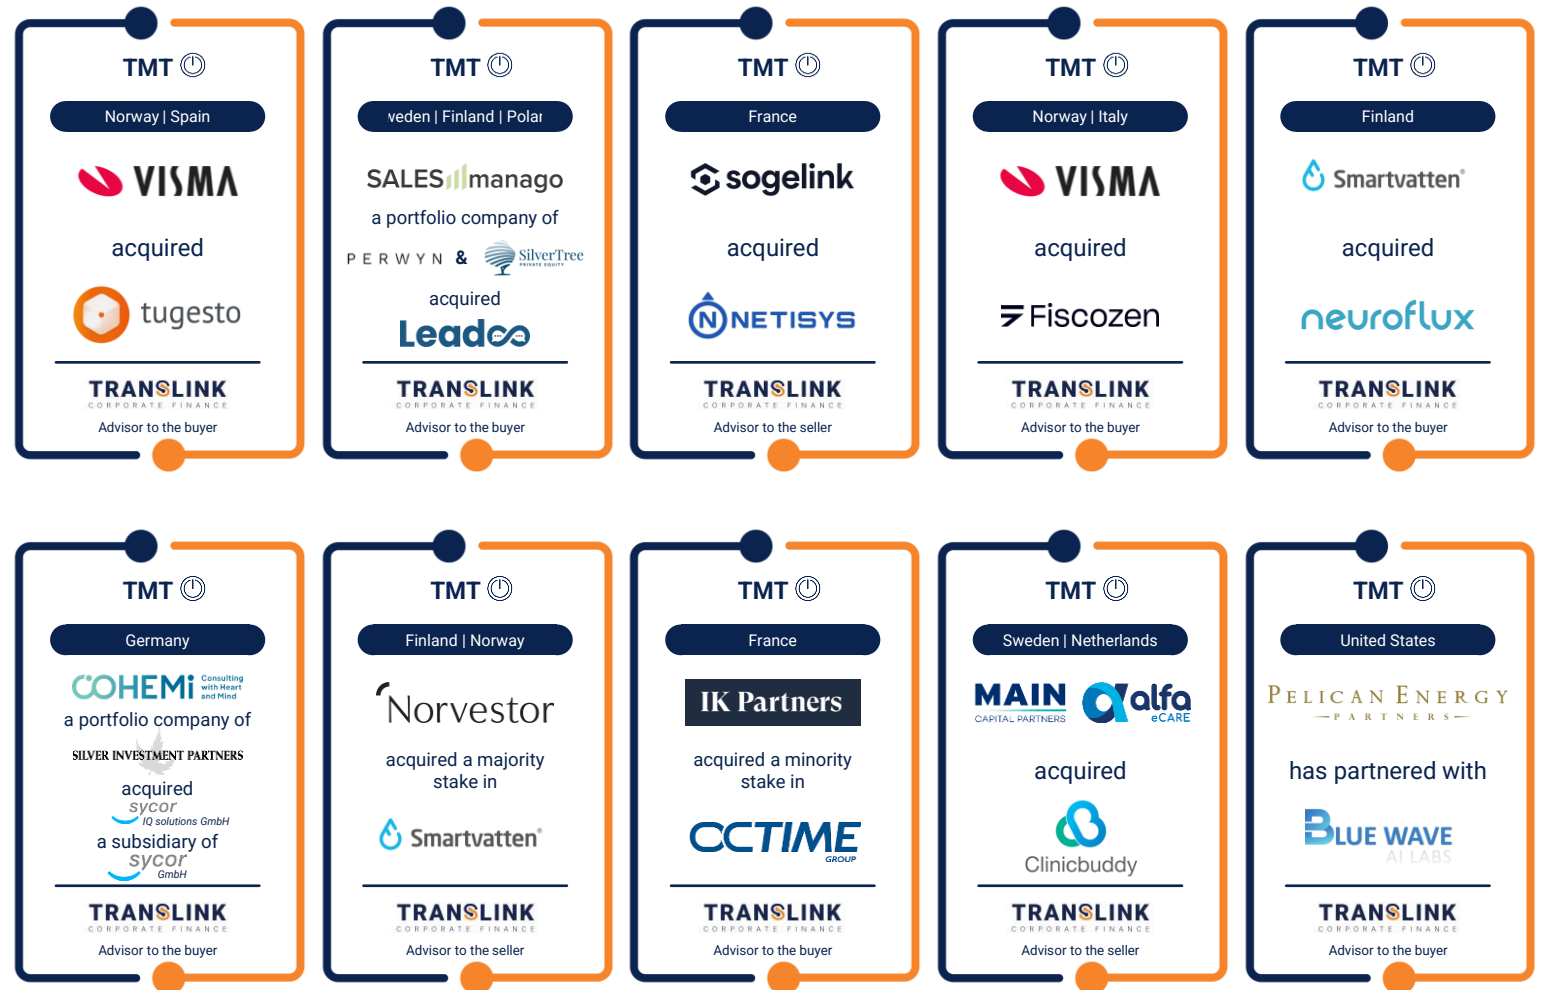 TMT
Norway | Spain
VISMA
acquired
tugesto
TRANSLINK
CORPORATE FINANCE
Advisor to the buyer
TMT
weden | Finland | Polan
SALESmanago
a portfolio company of
PERWYN & SilverTree
PRIVATE EQUITY
acquired
Leadoo
TRANSLINK
CORPORATE FINANCE
Advisor to the buyer
TMT
France
sogelink
acquired
NETISYS
TRANSLINK
CORPORATE FINANCE
Advisor to the seller
TMT
Norway | Italy
VISMA
acquired
Fiscozen
TRANSLINK
CORPORATE FINANCE
Advisor to the buyer
TMT
Finland
Smartvatten®
acquired
neuroflux
TRANSLINK
CORPORATE FINANCE
Advisor to the buyer
TMT
Germany
COHEMi Consulting
with Heart
and Mind
a portfolio company of
SILVER INVESTMENT PARTNERS
acquired
sycor
IQ solutions GmbH
a subsidiary of
sycor
GmbH
TRANSLINK
CORPORATE FINANCE
Advisor to the buyer
TMT
Finland | Norway
Norvestor
acquired a majority
stake in
Smartvatten®
TRANSLINK
CORPORATE FINANCE
Advisor to the seller
TMT
France
IK Partners
acquired a minority
stake in
OCTIME
GROUP
TRANSLINK
CORPORATE FINANCE
Advisor to the buyer
TMT
Sweden | Netherlands
MAIN
CAPITAL PARTNERS
alfa
eCARE
acquired
Clinicbuddy
TRANSLINK
CORPORATE FINANCE
Advisor to the seller
TMT
United States
PELICAN ENERGY
PARTNERS
has partnered with
BLUE WAVE
AI LABS
TRANSLINK
CORPORATE FINANCE
Advisor to the buyer